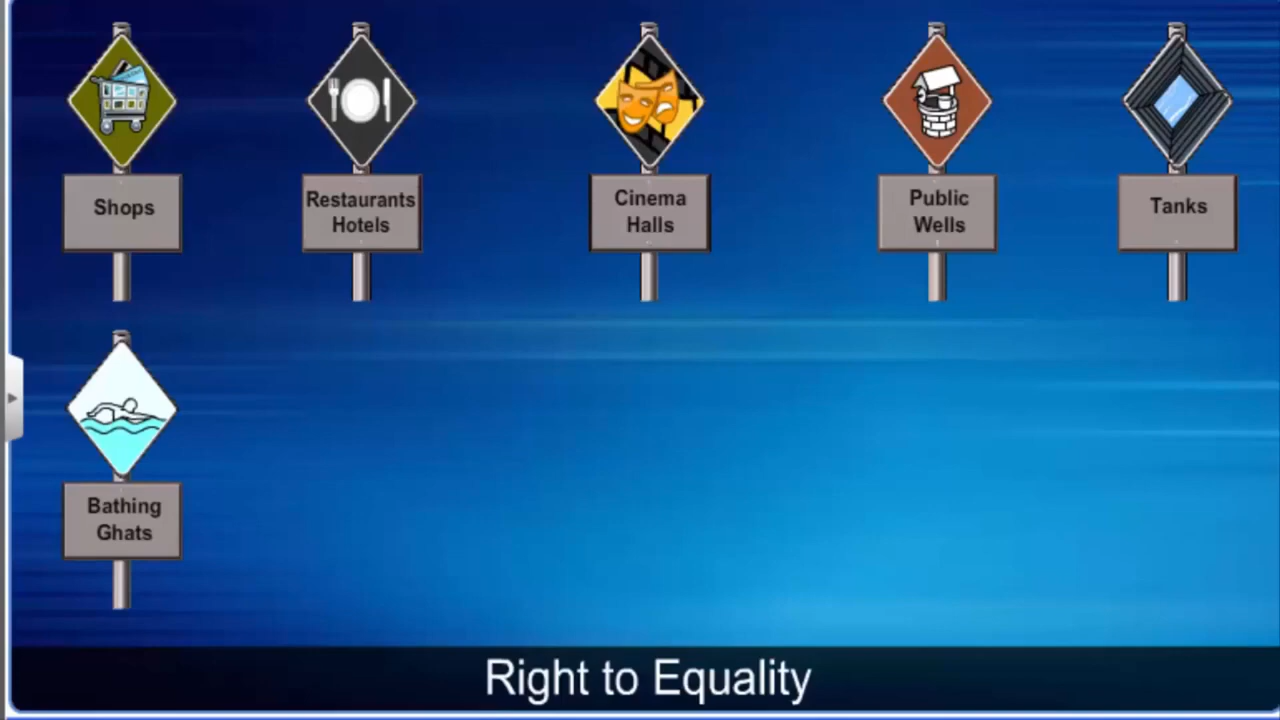 Shops
Restaurants
Hotels
Cinema
Halls
Public
Wells
Tanks
Bathing
Ghats
Right to Equality